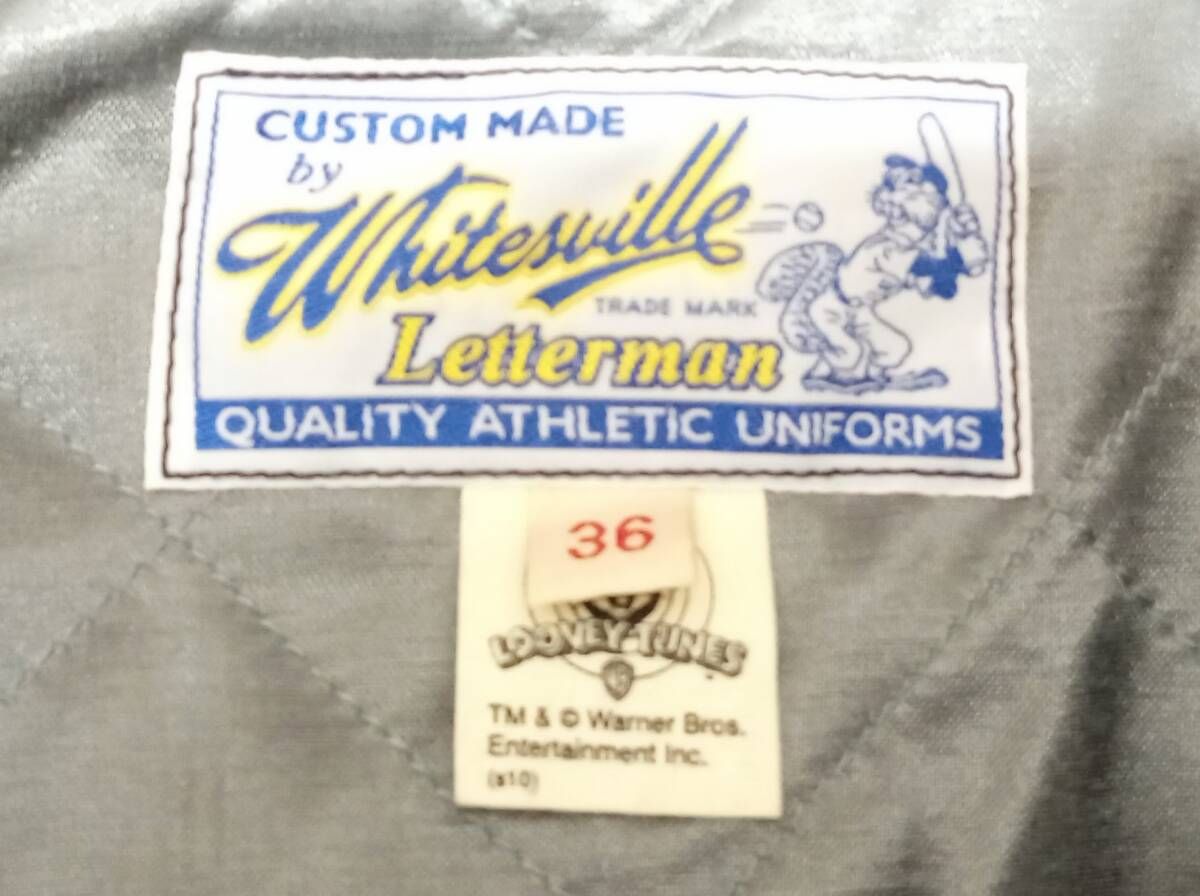 CUSTOM MADE
by
Whitesville
TRADE MARK
Letterman
QUALITY ATHLETIC UNIFORMS
36
LOONEY TUNES
TM & © Warner Bros.
Entertainment Inc.
(s10)